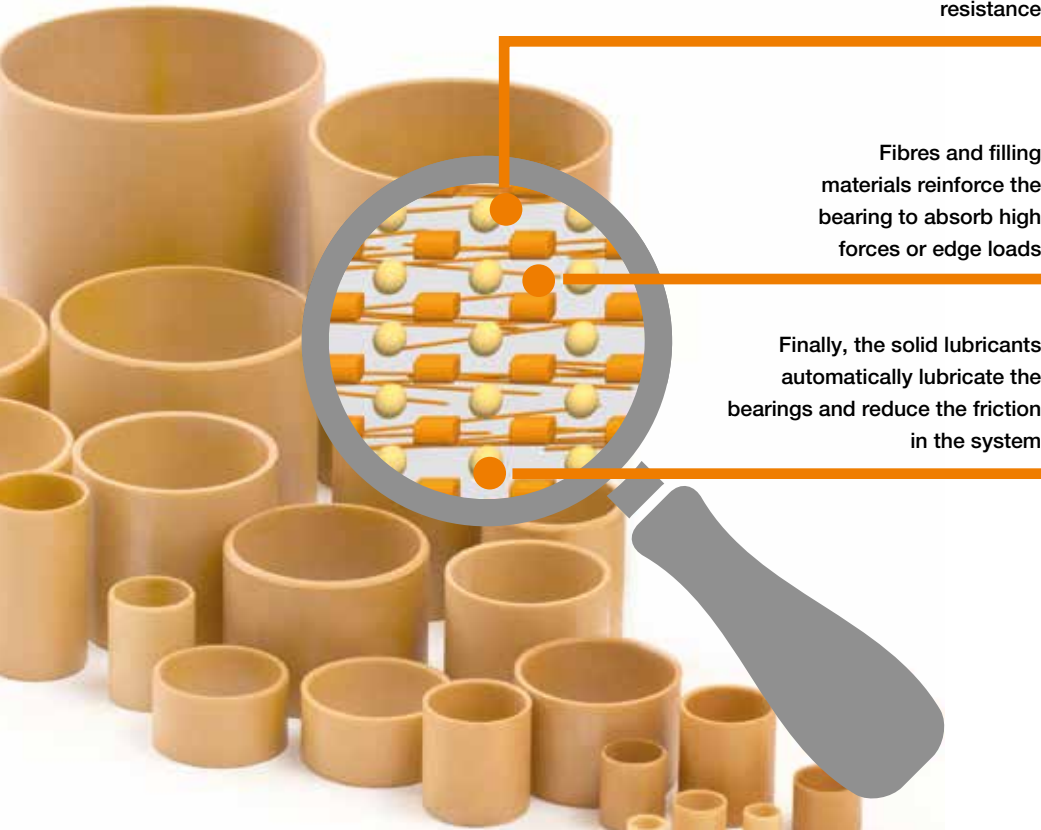 resistance
Fibres and filling
materials reinforce the
bearing to absorb high
forces or edge loads
Finally, the solid lubricants
automatically lubricate the
bearings and reduce the friction
in the system